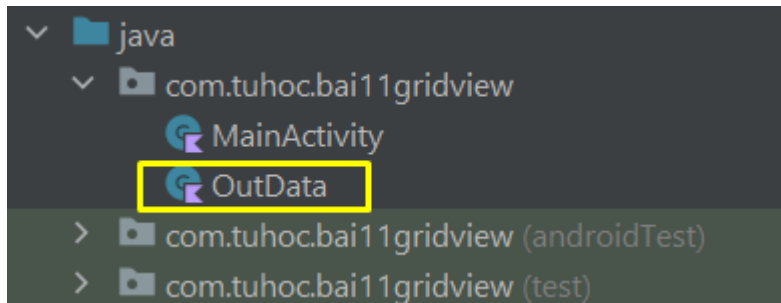 java
com.tuhoc.bai11gridview
MainActivity
OutData
com.tuhoc.bai11gridview (androidTest)
com.tuhoc.bai11gridview (test)